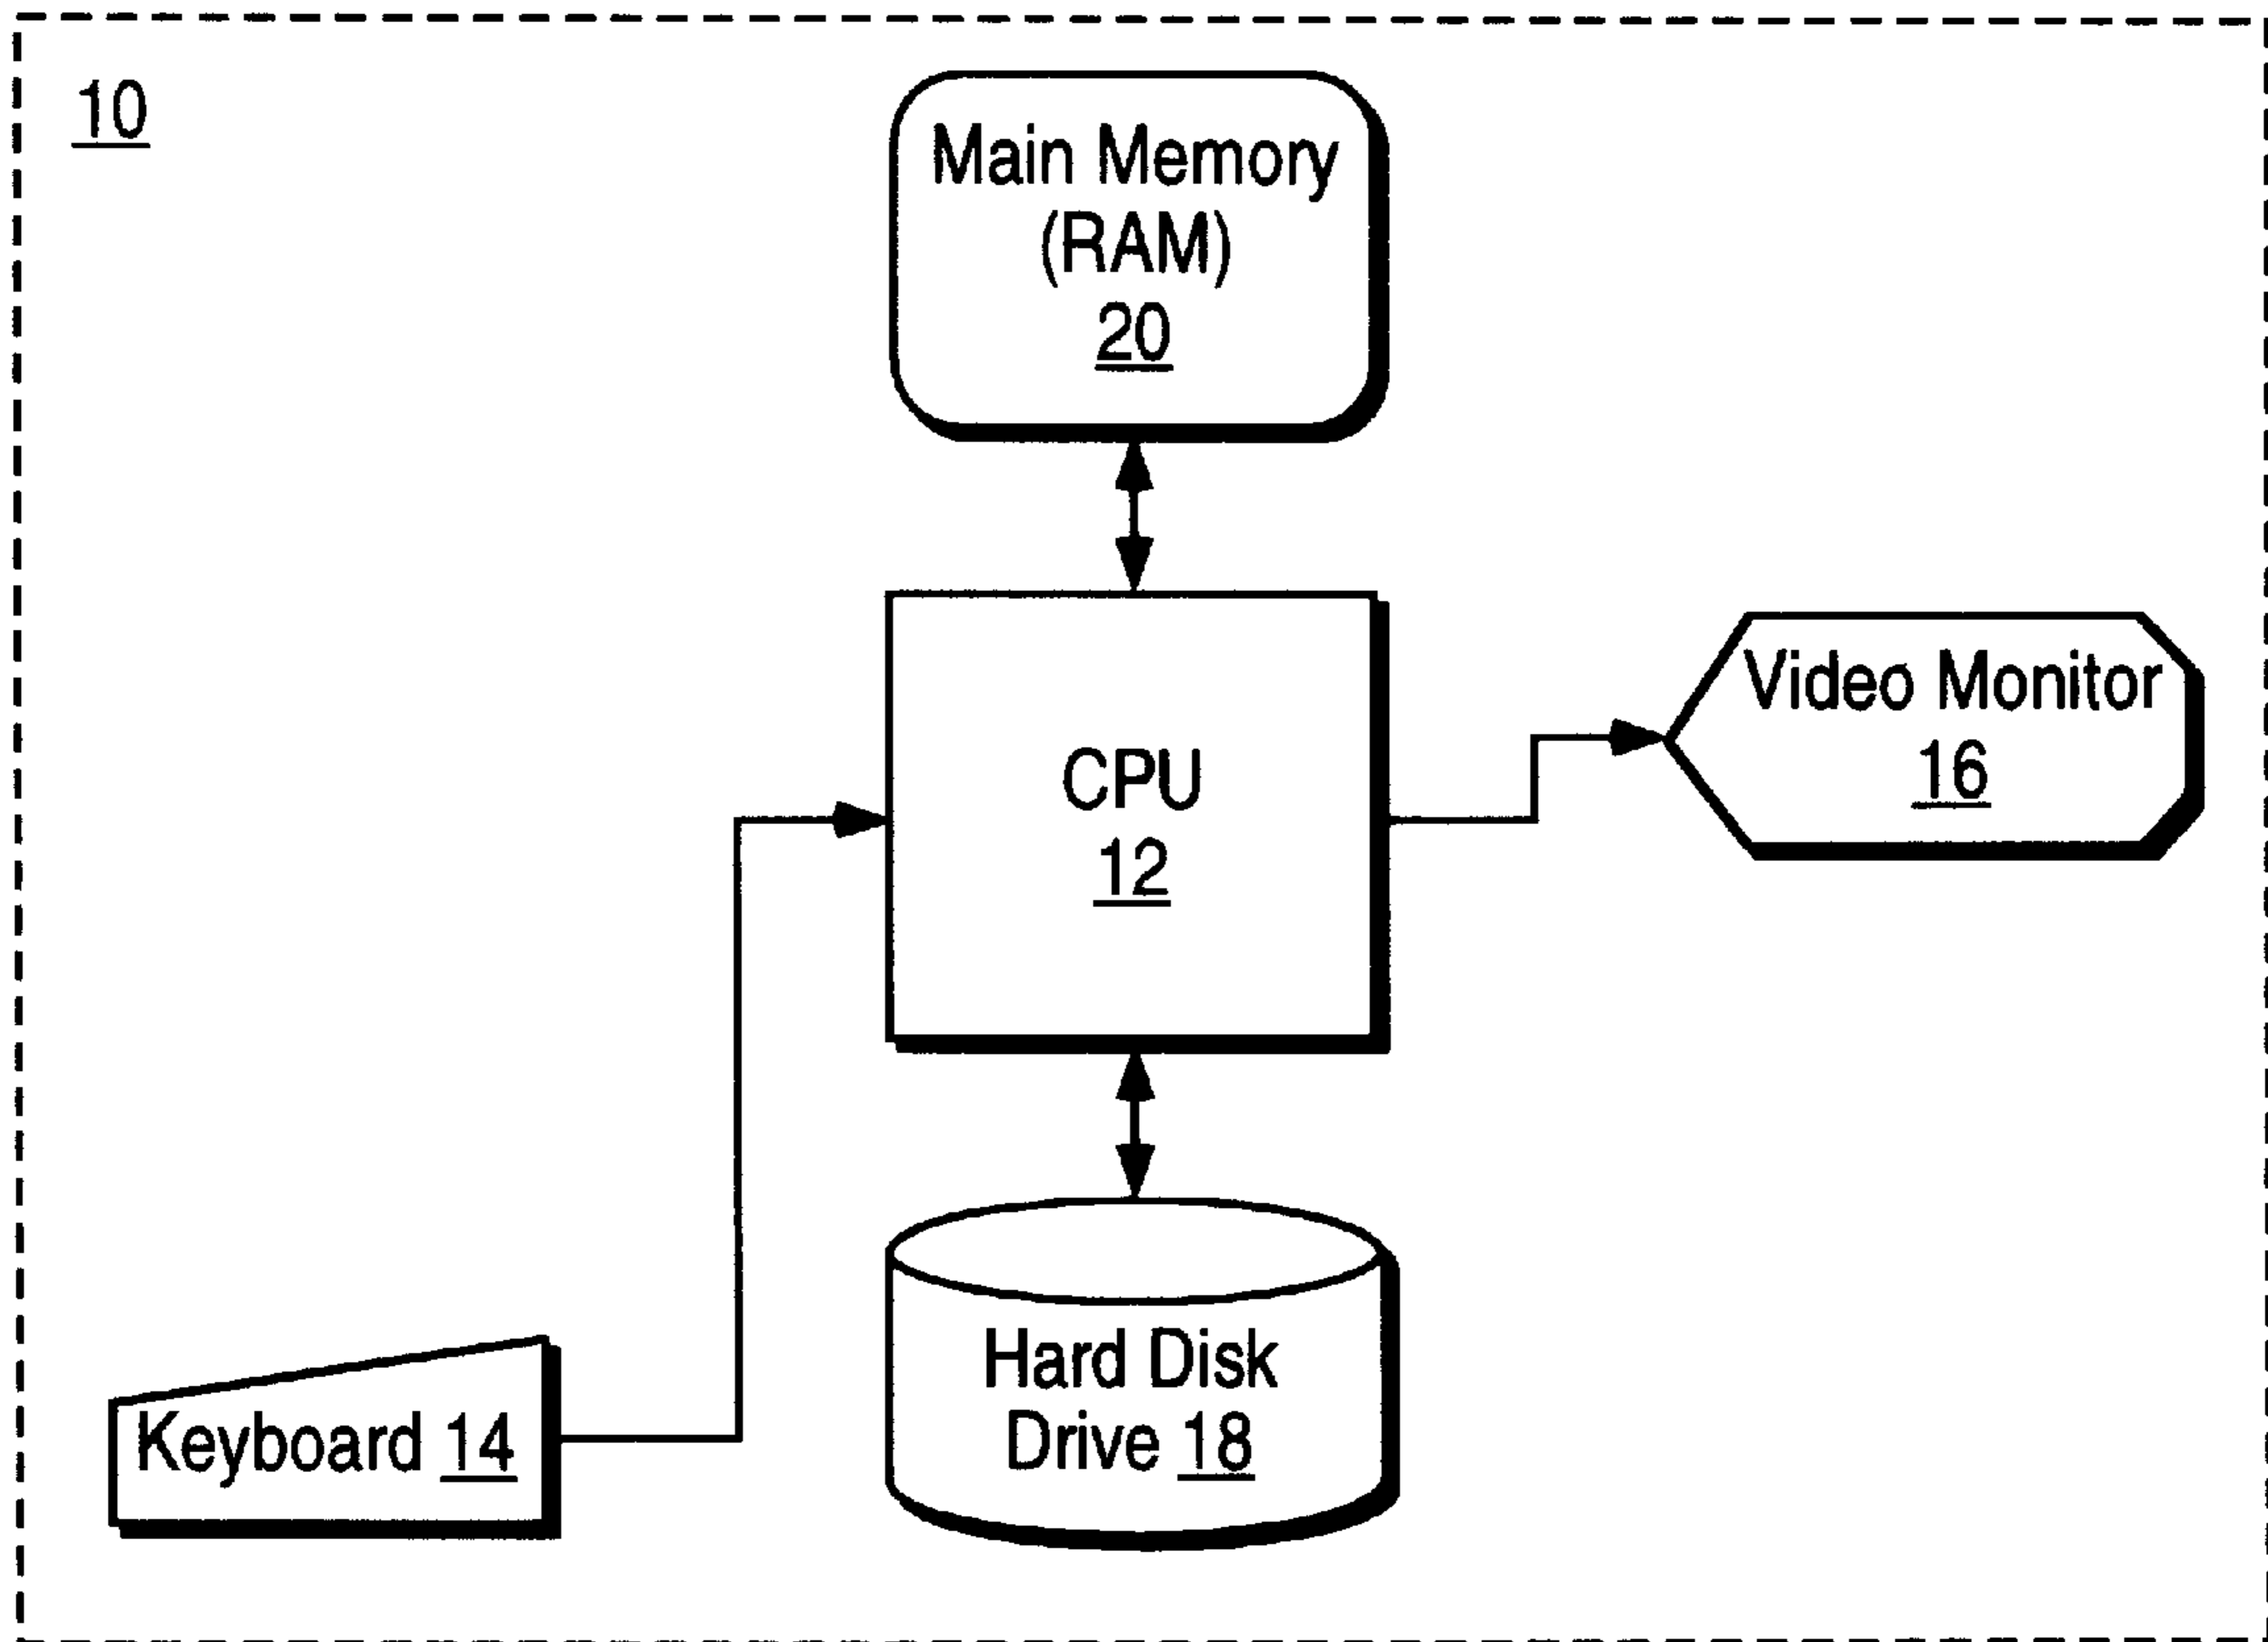 10
Main Memory
(RAM)
20
Video Monitor
16
CPU
12
Hard Disk
Drive 18
Keyboard 14